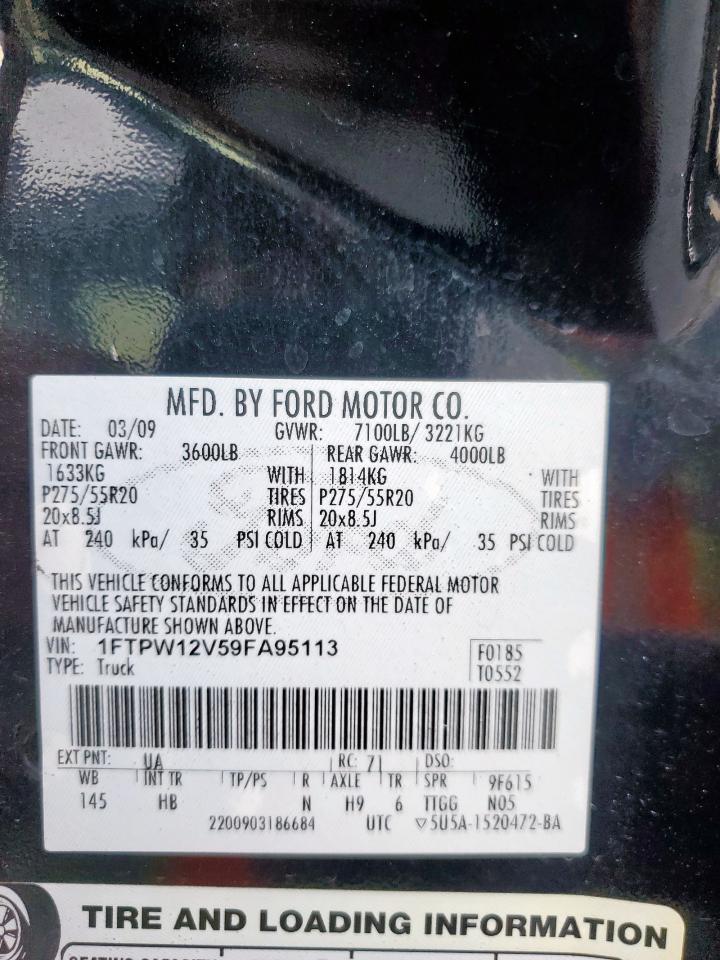 MFD. BY FORD MOTOR CO.
DATE: 03/09 GVWR: 7100LB/ 3221KG
FRONT GAWR: 3600LB REAR GAWR: 4000LB
1633KG WITH 1814KG WITH
P275/55R20 TIRES P275/55R20 TIRES
20x8.5J RIMS 20x8.5J RIMS
AT 240 kPa/ 35 PSI COLD AT 240 kPa/ 35 PSI COLD
THIS VEHICLE CONFORMS TO ALL APPLICABLE FEDERAL MOTOR
VEHICLE SAFETY STANDARDS IN EFFECT ON THE DATE OF
MANUFACTURE SHOWN ABOVE.
VIN: 1FTPW12V59FA95113 F0185
TYPE: Truck T0552
EXT PNT: UA RC: 71 DSO:
WB INT TR TP/PS R AXLE TR SPR 9F615
145 HB N H9 6 TTGG N05
2200903186684 UTC ▽5U5A-1520472-BA
TIRE AND LOADING INFORMATION